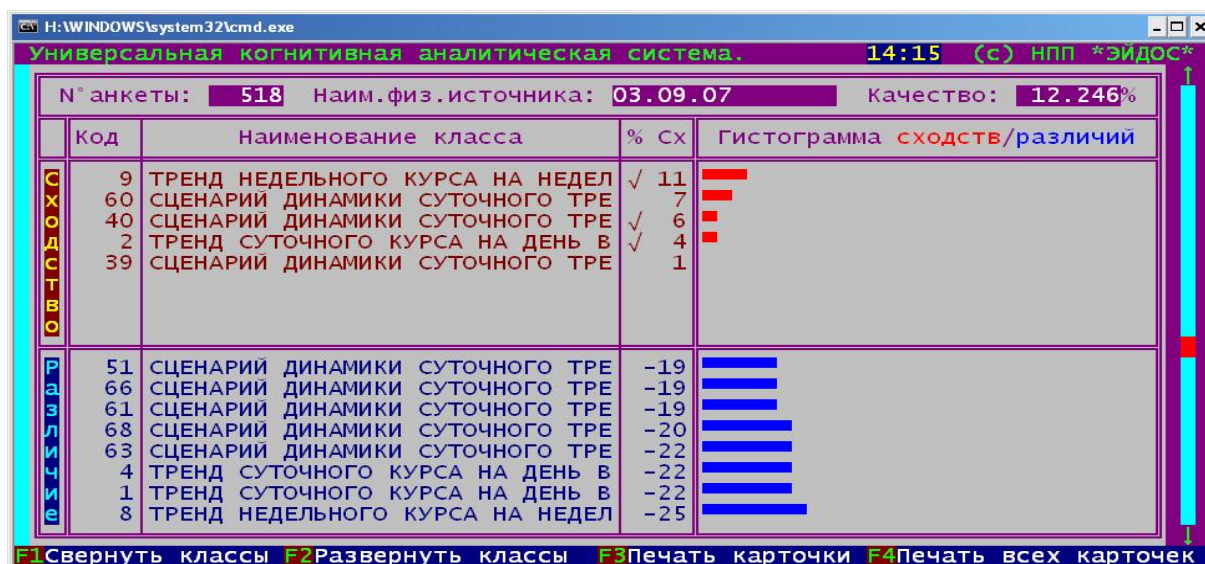 H:\WINDOWS\system32\cmd.exe
Универсальная когнитивная аналитическая система. 14:15 (c) НПП *ЭЙДОС*
N°анкеты: 518 Наим.физ.источника: 03.09.07 Качество: 12.246%
Код Наименование класса % Сх Гистограмма сходств/различий
Сходство
9 ТРЕНД НЕДЕЛЬНОГО КУРСА НА НЕДЕЛ √ 11
60 СЦЕНАРИЙ ДИНАМИКИ СУТОЧНОГО ТРЕ 7
40 СЦЕНАРИЙ ДИНАМИКИ СУТОЧНОГО ТРЕ √ 6
2 ТРЕНД СУТОЧНОГО КУРСА НА ДЕНЬ В √ 4
39 СЦЕНАРИЙ ДИНАМИКИ СУТОЧНОГО ТРЕ 1
Различие
51 СЦЕНАРИЙ ДИНАМИКИ СУТОЧНОГО ТРЕ -19
66 СЦЕНАРИЙ ДИНАМИКИ СУТОЧНОГО ТРЕ -19
61 СЦЕНАРИЙ ДИНАМИКИ СУТОЧНОГО ТРЕ -19
68 СЦЕНАРИЙ ДИНАМИКИ СУТОЧНОГО ТРЕ -20
63 СЦЕНАРИЙ ДИНАМИКИ СУТОЧНОГО ТРЕ -22
4 ТРЕНД СУТОЧНОГО КУРСА НА ДЕНЬ В -22
1 ТРЕНД СУТОЧНОГО КУРСА НА ДЕНЬ В -22
8 ТРЕНД НЕДЕЛЬНОГО КУРСА НА НЕДЕЛ -25
F1Свернуть классы F2Развернуть классы F3Печать карточки F4Печать всех карточек